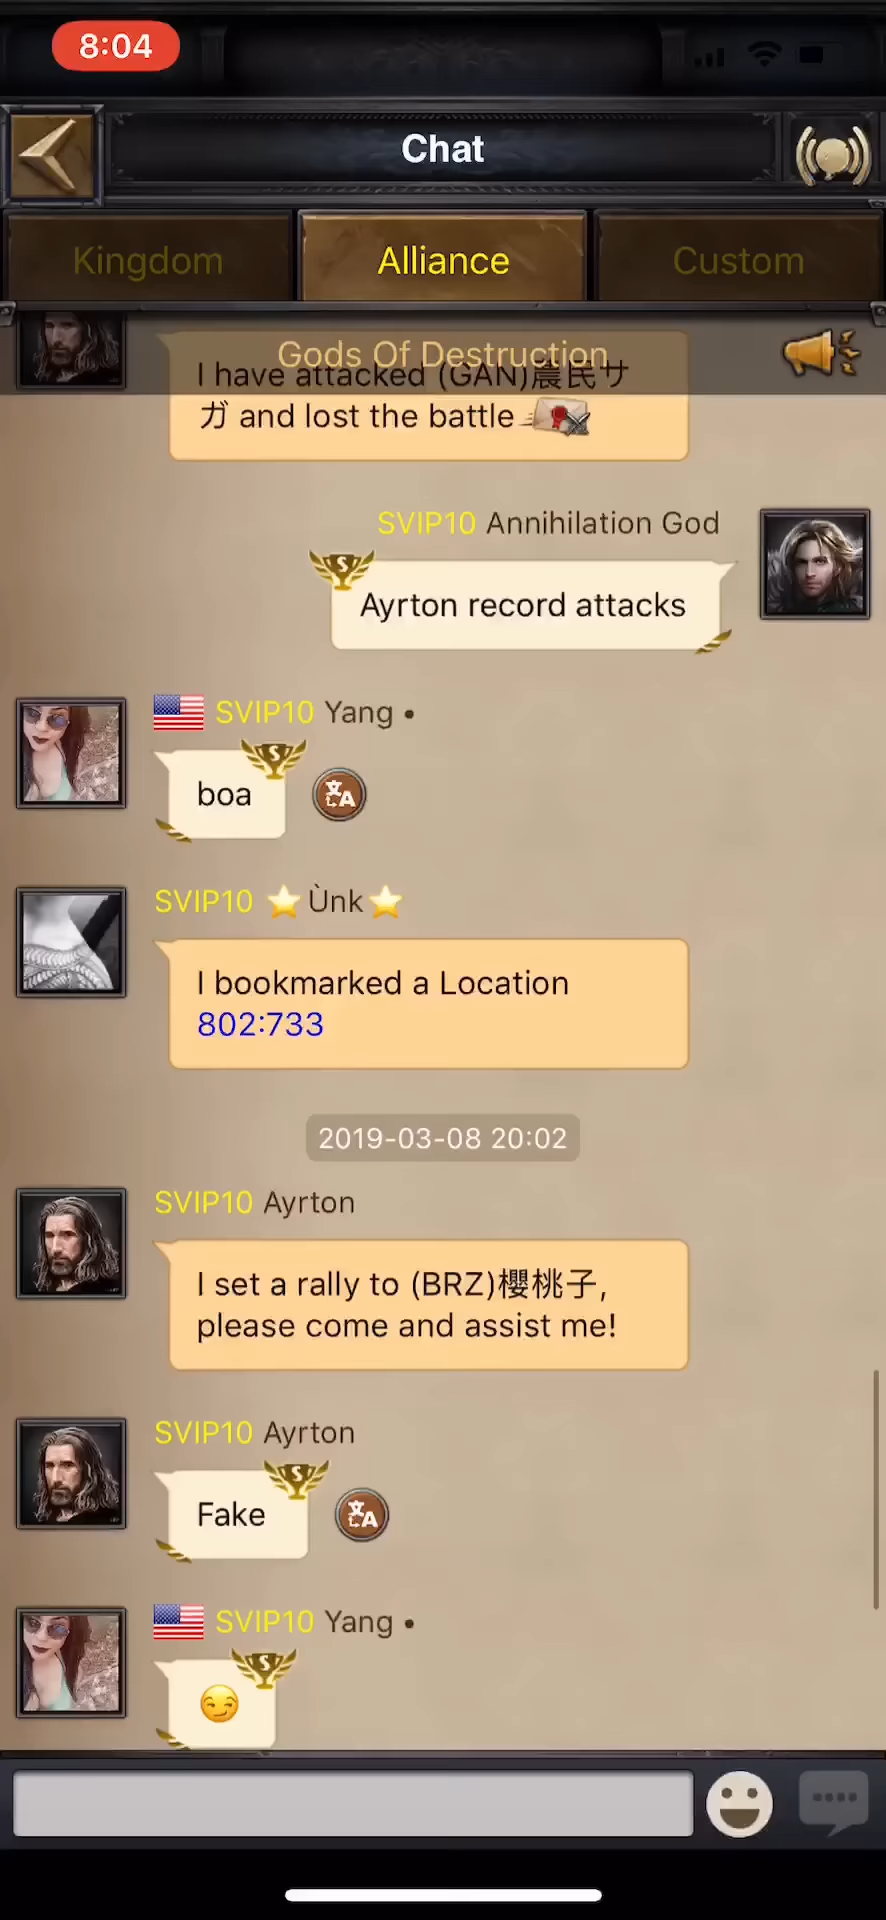 8:04
Chat
Kingdom
Alliance
Custom
Gods Of Destruction
I have attacked (GAN)農民サ
ガ and lost the battle
SVIP10 Annihilation God
Ayrton record attacks
SVIP10 Yang •
boa
SVIP10 ⭐Ùnk⭐
I bookmarked a Location
802:733
2019-03-08 20:02
SVIP10 Ayrton
I set a rally to (BRZ)櫻桃子,
please come and assist me!
SVIP10 Ayrton
Fake
SVIP10 Yang •
😏